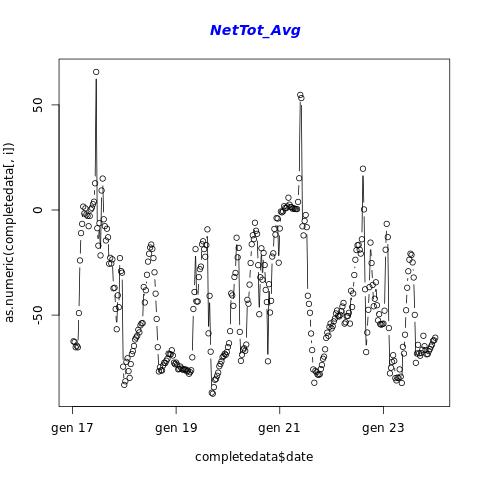 NetTot_Avg
as.numeric(completedata[, i])
50
0
-50
gen 17
gen 19
gen 21
gen 23
completedata$date